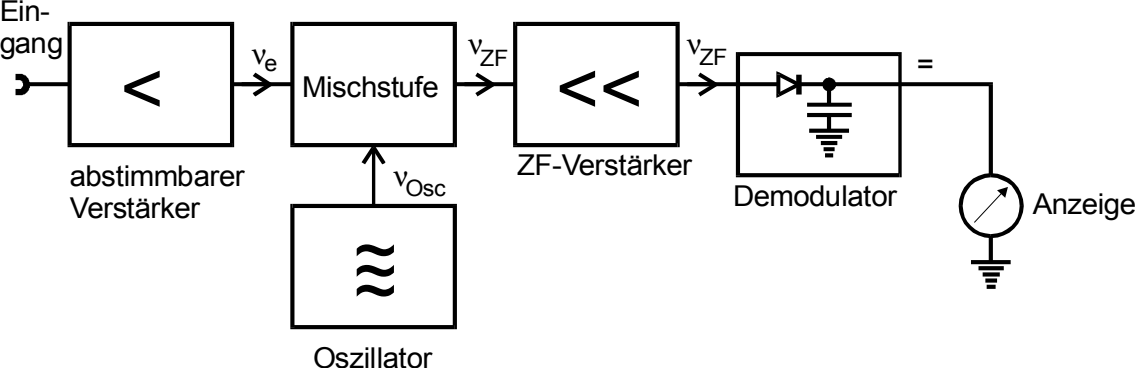 Ein-
gang
<
νe
Mischstufe
νZF
<<
νZF
=
abstimmbarer
Verstärker
νOsc
ZF-Verstärker
Demodulator
Anzeige
Oszillator